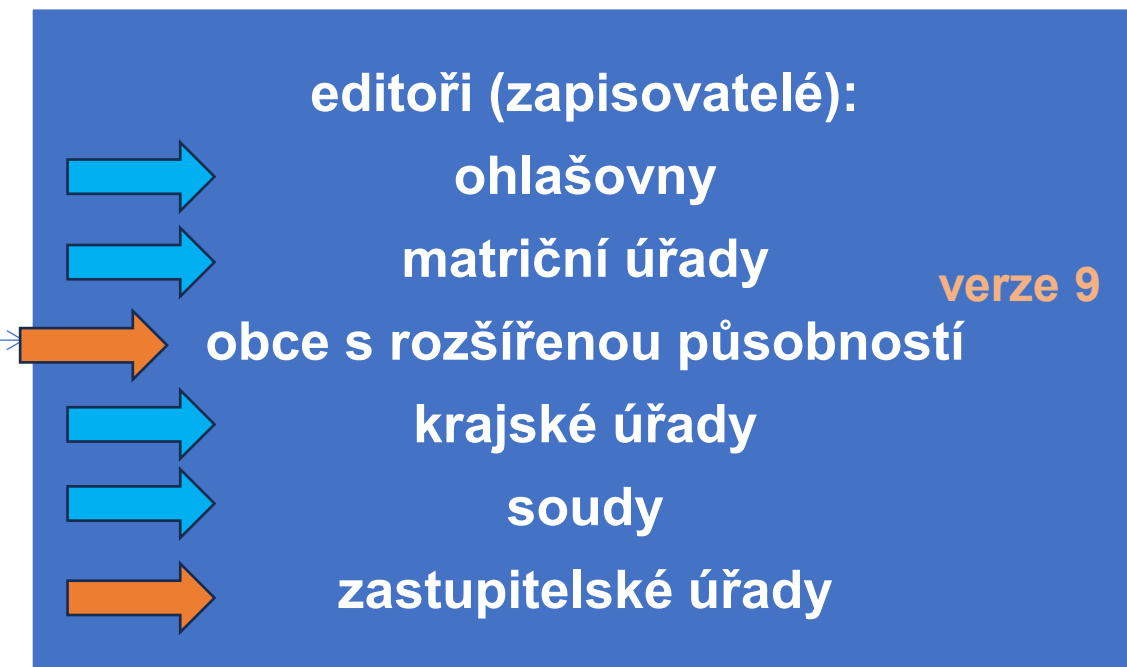 editoři (zapisovatelé):
ohlašovny
matriční úřady
verze 9
obce s rozšířenou působností
krajské úřady
soudy
zastupitelské úřady